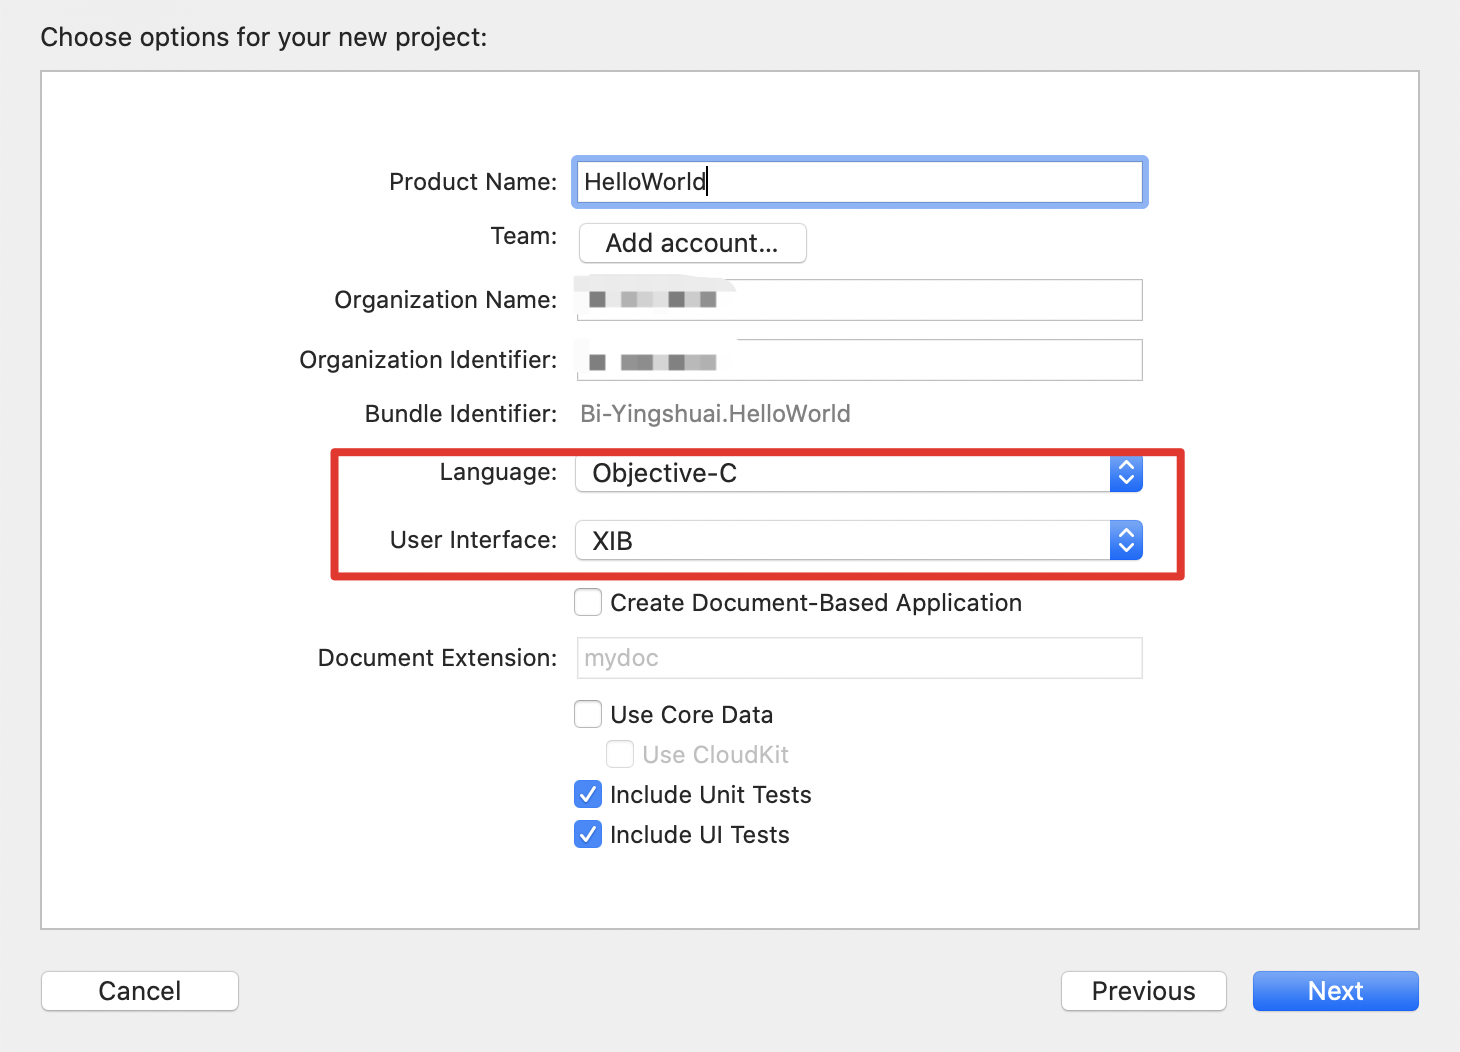 Choose options for your new project:
Product Name: HelloWorld
Team: Add account...
Organization Name:
Organization Identifier:
Bundle Identifier: Bi-Yingshuai.HelloWorld
Language: Objective-C
User Interface: XIB
Create Document-Based Application
Document Extension: mydoc
Use Core Data
Use CloudKit
Include Unit Tests
Include UI Tests
Cancel Previous Next